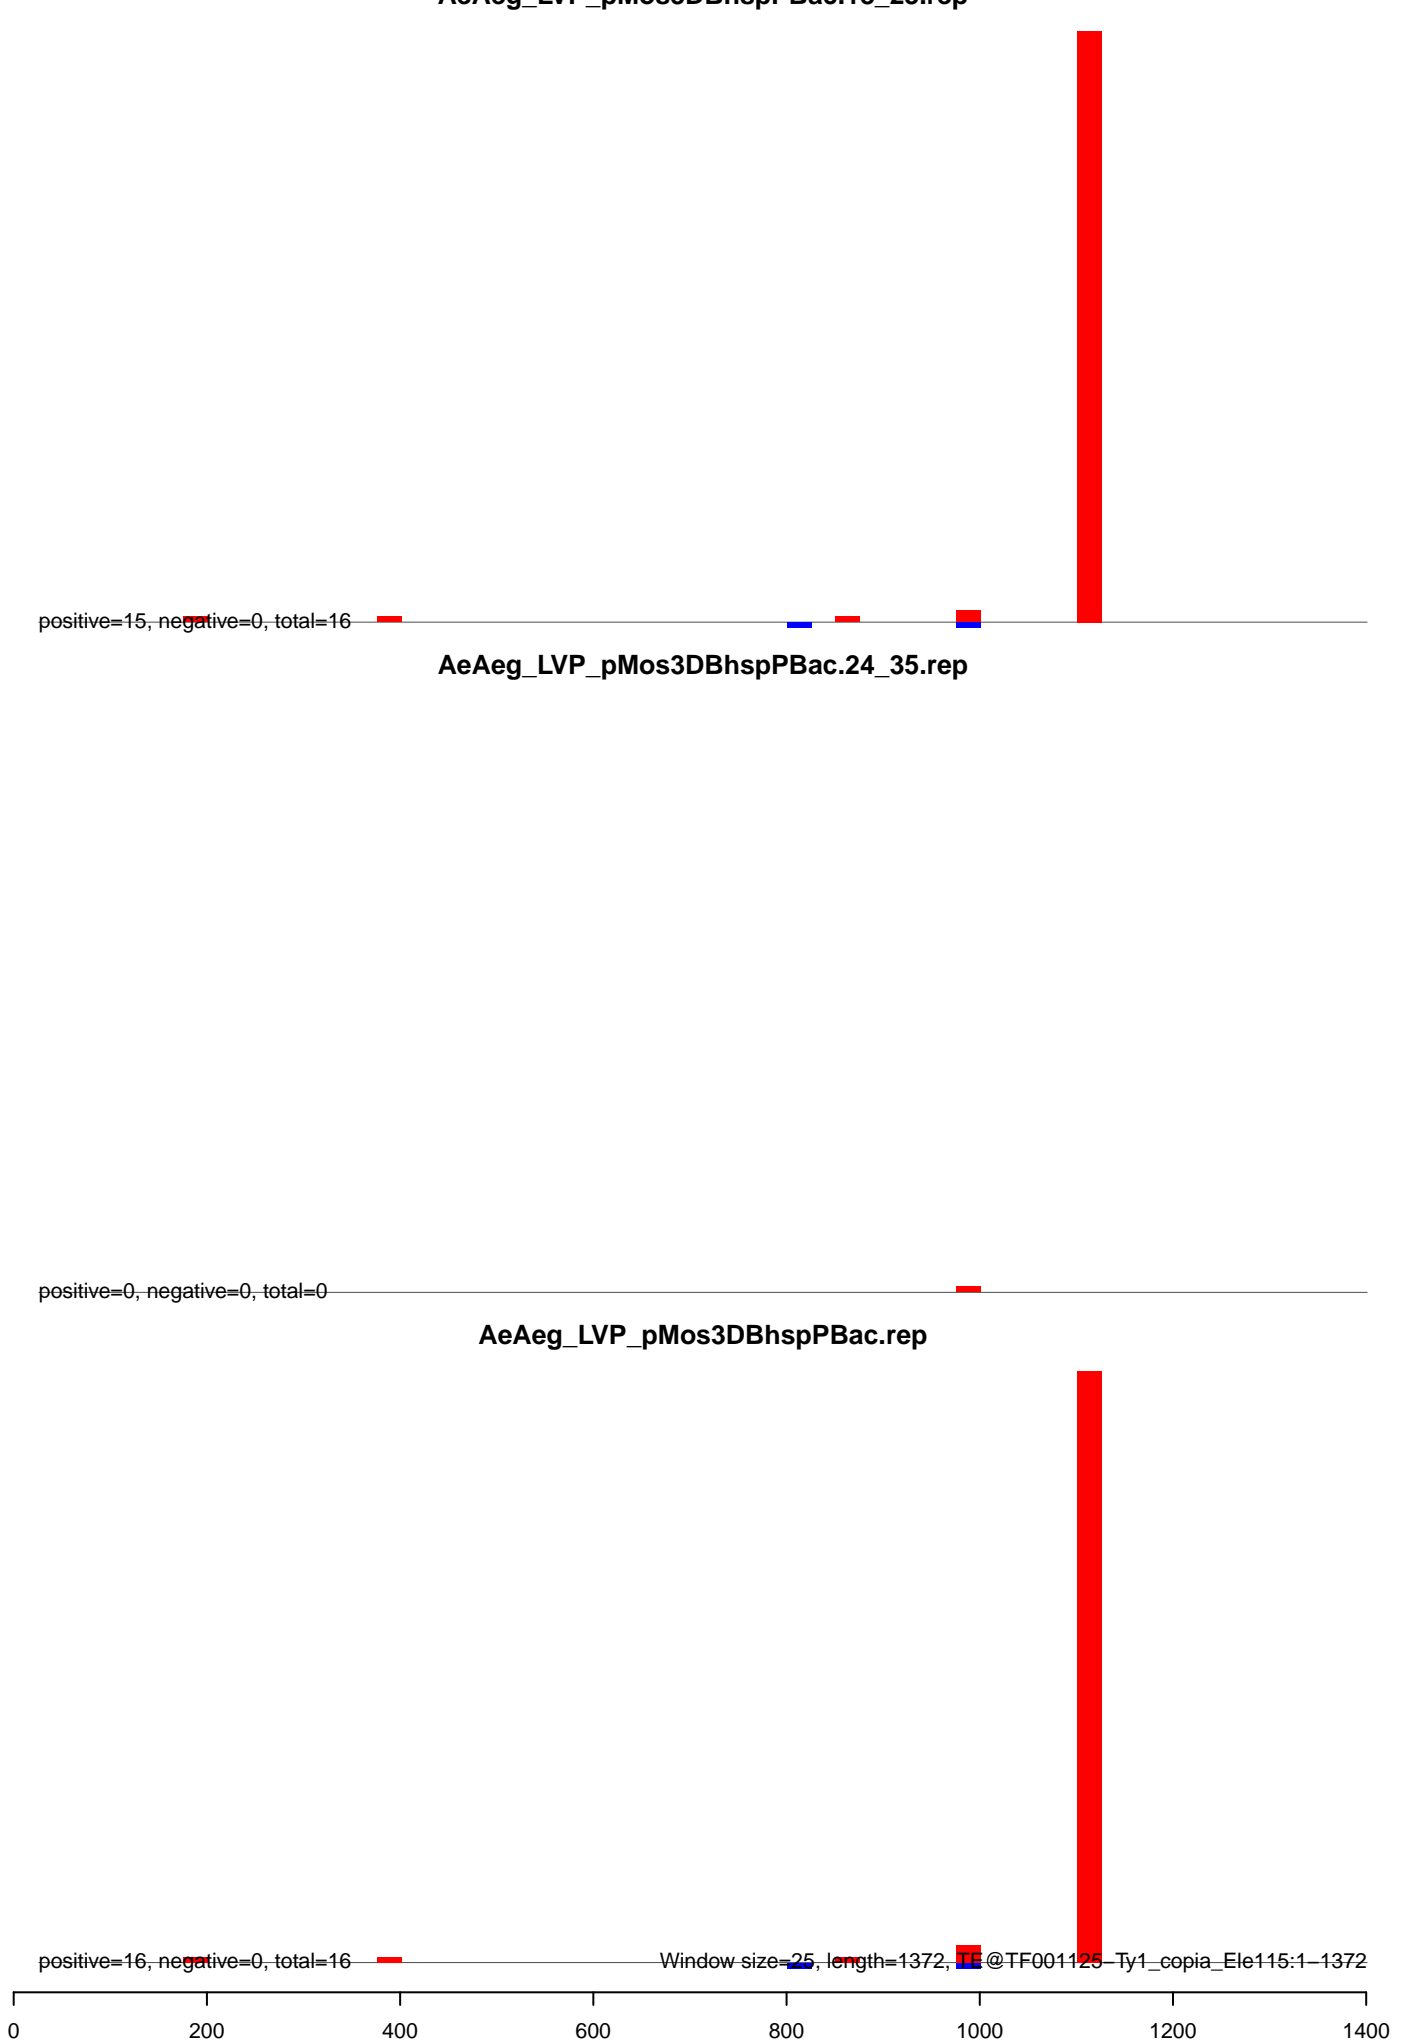 positive=15, negative=0, total=16
AeAeg_LVP_pMos3DBhspPBac.24_35.rep
positive=0, negative=0, total=0
AeAeg_LVP_pMos3DBhspPBac.rep
positive=16, negative=0, total=16
Window size=25, length=1372, TE@TF001125–Ty1_copia_Ele115:1–1372
0 200 400 600 800 1000 1200 1400